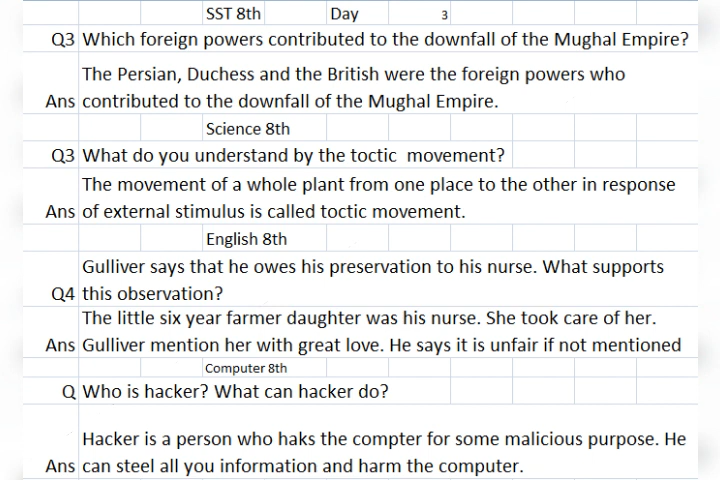 SST 8th Day 3
Q3 Which foreign powers contributed to the downfall of the Mughal Empire?
The Persian, Duchess and the British were the foreign powers who
Ans contributed to the downfall of the Mughal Empire.
Science 8th
Q3 What do you understand by the toctic movement?
The movement of a whole plant from one place to the other in response
Ans of external stimulus is called toctic movement.
English 8th
Gulliver says that he owes his preservation to his nurse. What supports
Q4 this observation?
The little six year farmer daughter was his nurse. She took care of her.
Ans Gulliver mention her with great love. He says it is unfair if not mentioned
Computer 8th
Q Who is hacker? What can hacker do?
Hacker is a person who haks the compter for some malicious purpose. He
Ans can steel all you information and harm the computer.